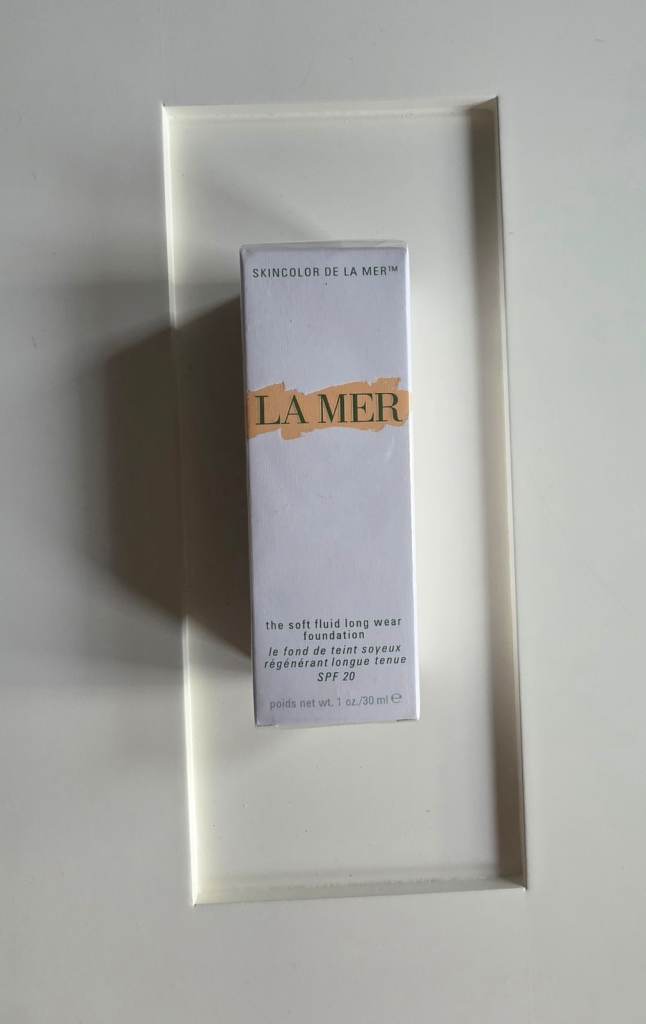 SKINCOLOR DE LA MER™
LA MER
the soft fluid long wear
foundation
le fond de teint soyeux
régénérant longue tenue
SPF 20
poids net wt. 1 oz./30 ml ℮